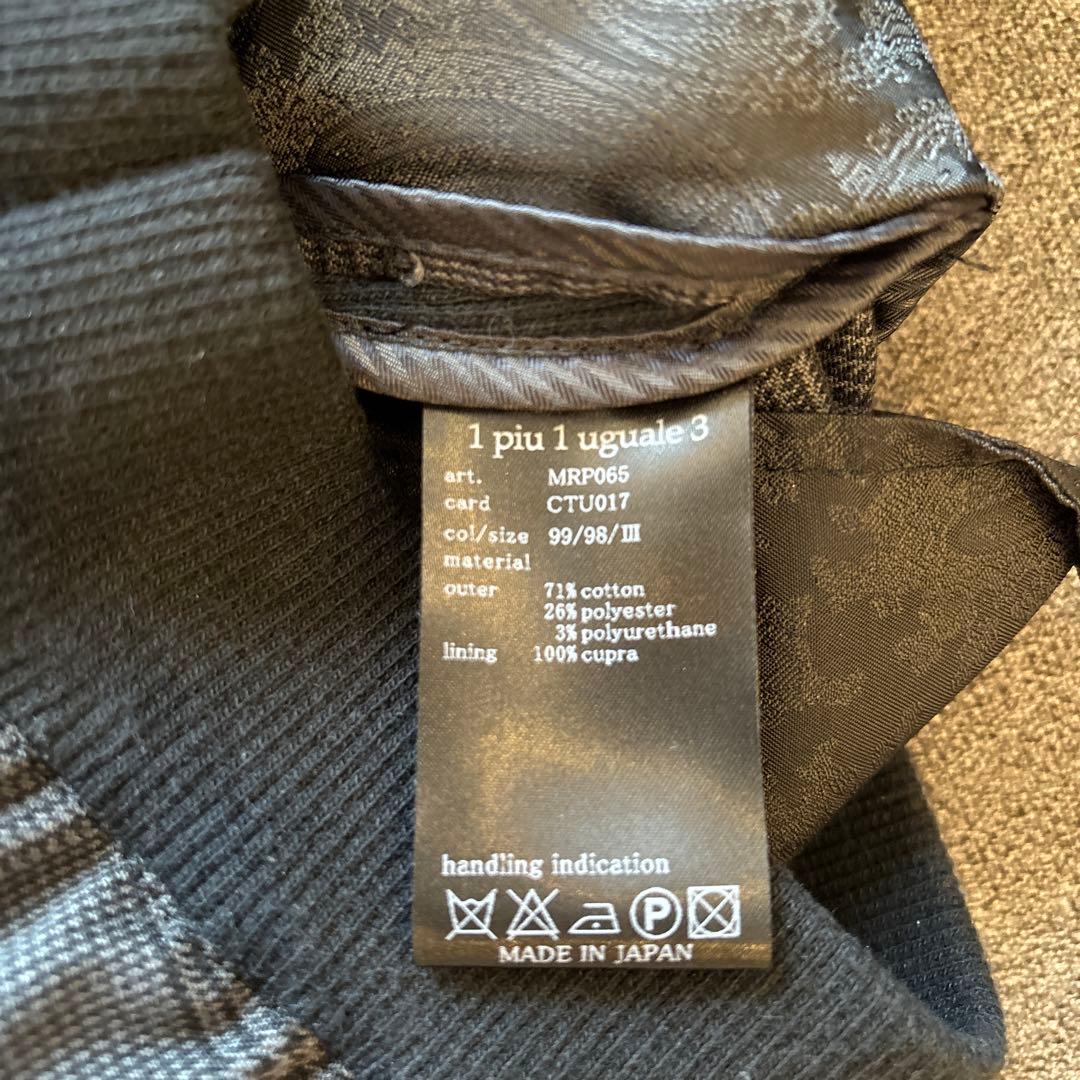 1 piu 1 uguale 3
art. MRP065
card CTU017
col/size 99/98/Ⅲ
material
outer 71% cotton
26% polyester
3% polyurethane
lining 100% cupra
handling indication
P
MADE IN JAPAN